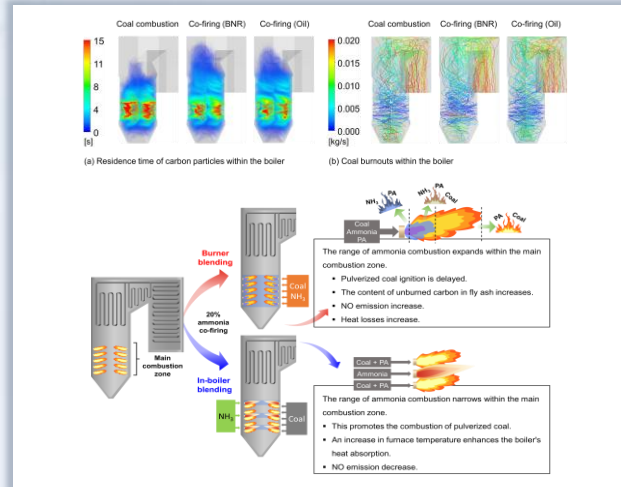 Coal combustion
Co-firing (BNR)
Co-firing (Oil)
15
11
8
4
0
[s]
(a) Residence time of carbon particles within the boiler
Coal combustion
Co-firing (BNR)
Co-firing (Oil)
0.020
0.015
0.010
0.005
0.000
[kg/s]
(b) Coal burnouts within the boiler
Main
combustion
zone
Burner
blending
20%
ammonia
co-firing
In-boiler
blending
Coal
NH3
NH3
Coal
NH3
PA
NH3
PA
Coal
PA
Coal
Coal
Ammonia
PA
The range of ammonia combustion expands within the main
combustion zone.
• Pulverized coal ignition is delayed.
• The content of unburned carbon in fly ash increases.
• NO emission increase.
• Heat losses increase.
Coal + PA
Ammonia
Coal + PA
The range of ammonia combustion narrows within the main
combustion zone.
▪ This promotes the combustion of pulverized coal.
▪ An increase in furnace temperature enhances the boiler's
heat absorption.
▪ NO emission decrease.